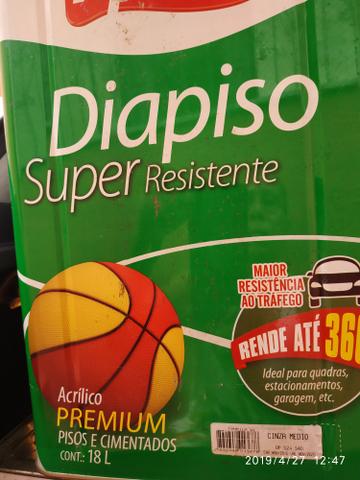 Diapiso
Super Resistente
MAIOR
RESISTÊNCIA
AO TRÁFEGO
RENDE ATÉ 36
Ideal para quadras,
estacionamentos,
garagem, etc.
Acrílico
PREMIUM
PISOS E CIMENTADOS
CONT.: 18 L
CINZA MEDIO
2019/4/27 12:47